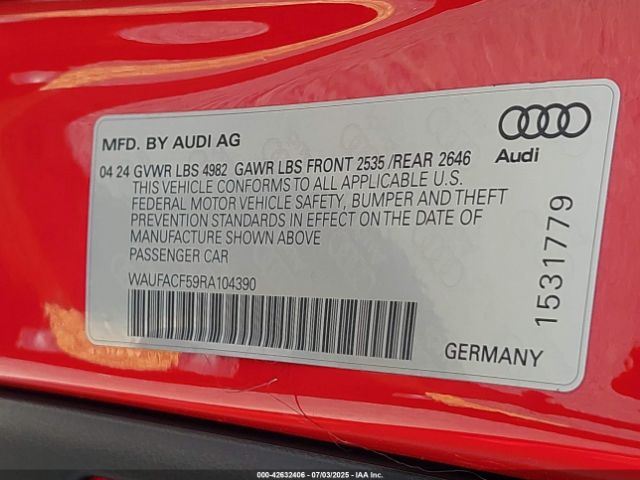 MFD. BY AUDI AG
Audi
04 24 GVWR LBS 4982 GAWR LBS FRONT 2535 /REAR 2646
THIS VEHICLE CONFORMS TO ALL APPLICABLE U.S.
FEDERAL MOTOR VEHICLE SAFETY, BUMPER AND THEFT
PREVENTION STANDARDS IN EFFECT ON THE DATE OF
MANUFACTURE SHOWN ABOVE
PASSENGER CAR
WAUFACF59RA104390
1531779
GERMANY
000-42632406 - 07/03/2025 - IAA Inc.